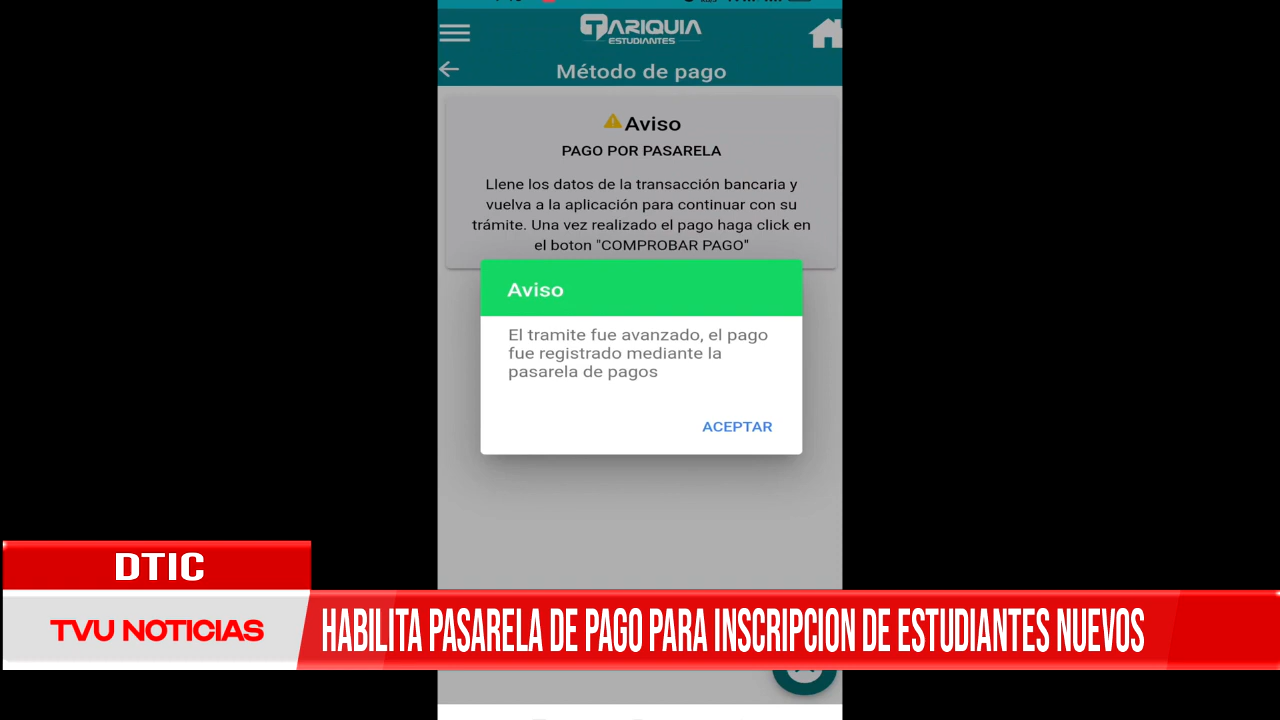 TARIQUIA
ESTUDIANTES
Método de pago
Aviso
PAGO POR PASARELA
Llene los datos de la transacción bancaria y
vuelva a la aplicación para continuar con su
trámite. Una vez realizado el pago haga click en
el boton "COMPROBAR PAGO"
Aviso
El tramite fue avanzado, el pago
fue registrado mediante la
pasarela de pagos
ACEPTAR
DTIC
TVU NOTICIAS
HABILITA PASARELA DE PAGO PARA INSCRIPCION DE ESTUDIANTES NUEVOS